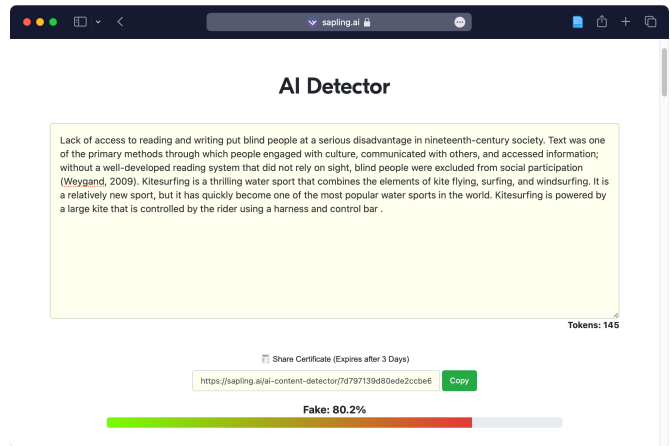 sapling.ai
AI Detector
Lack of access to reading and writing put blind people at a serious disadvantage in nineteenth-century society. Text was one
of the primary methods through which people engaged with culture, communicated with others, and accessed information;
without a well-developed reading system that did not rely on sight, blind people were excluded from social participation
(Weygand, 2009). Kitesurfing is a thrilling water sport that combines the elements of kite flying, surfing, and windsurfing. It is
a relatively new sport, but it has quickly become one of the most popular water sports in the world. Kitesurfing is powered by
a large kite that is controlled by the rider using a harness and control bar .
Tokens: 145
Share Certificate (Expires after 3 Days)
https://sapling.ai/ai-content-detector/7d797139d80ede2ccbe6
Copy
Fake: 80.2%